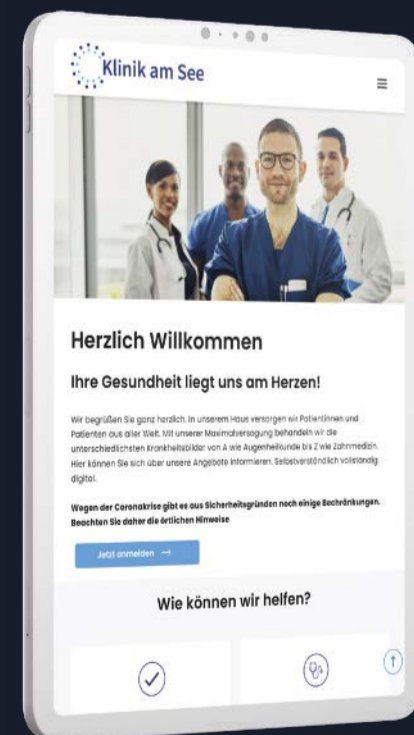 Klinik am See
Herzlich Willkommen
Ihre Gesundheit liegt uns am Herzen!
Wir begrüßen Sie ganz herzlich. In unserem Haus versorgen wir Patientinnen und
Patienten aus aller Welt. Mit unserer Maximalversogung behandeln wir die
unterschiedlichsten Krankheitsbilder von A wie Augenheilkunde bis Z wie Zahnmedizin.
Hier können Sie sich über unsere Angebote informieren. Selbstverständlich vollständig
digital.
Wegen der Coronakrise gibt es aus Sicherheitsgründen noch einige Bechränkungen.
Beachten Sie daher die örtlichen Hinweise
Jetzt anmelden
Wie können wir helfen?